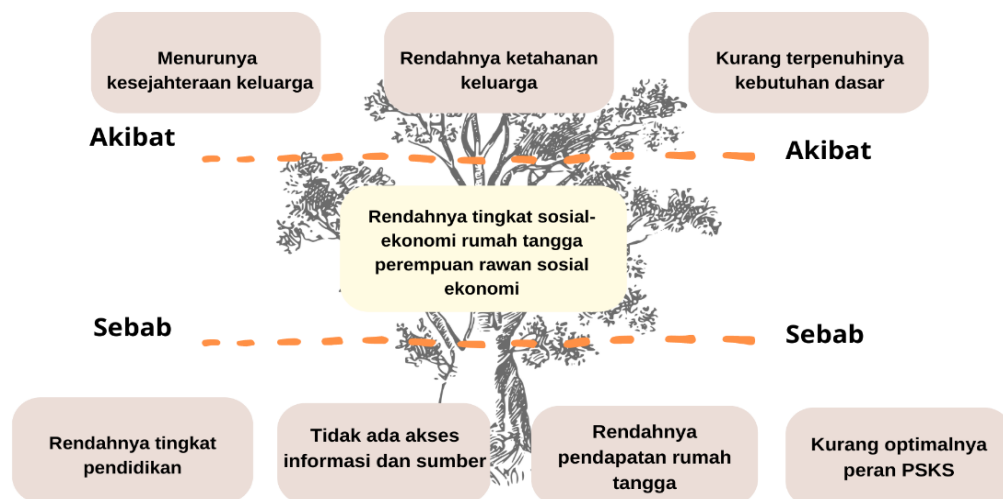 Menurunya
kesejahteraan keluarga
Rendahnya ketahanan
keluarga
Kurang terpenuhinya
kebutuhan dasar
Akibat
Akibat
Rendahnya tingkat sosial-
ekonomi rumah tangga
perempuan rawan sosial
ekonomi
Sebab
Sebab
Rendahnya tingkat
pendidikan
Tidak ada akses
informasi dan sumber
Rendahnya
pendapatan rumah
tangga
Kurang optimalnya
peran PSKS